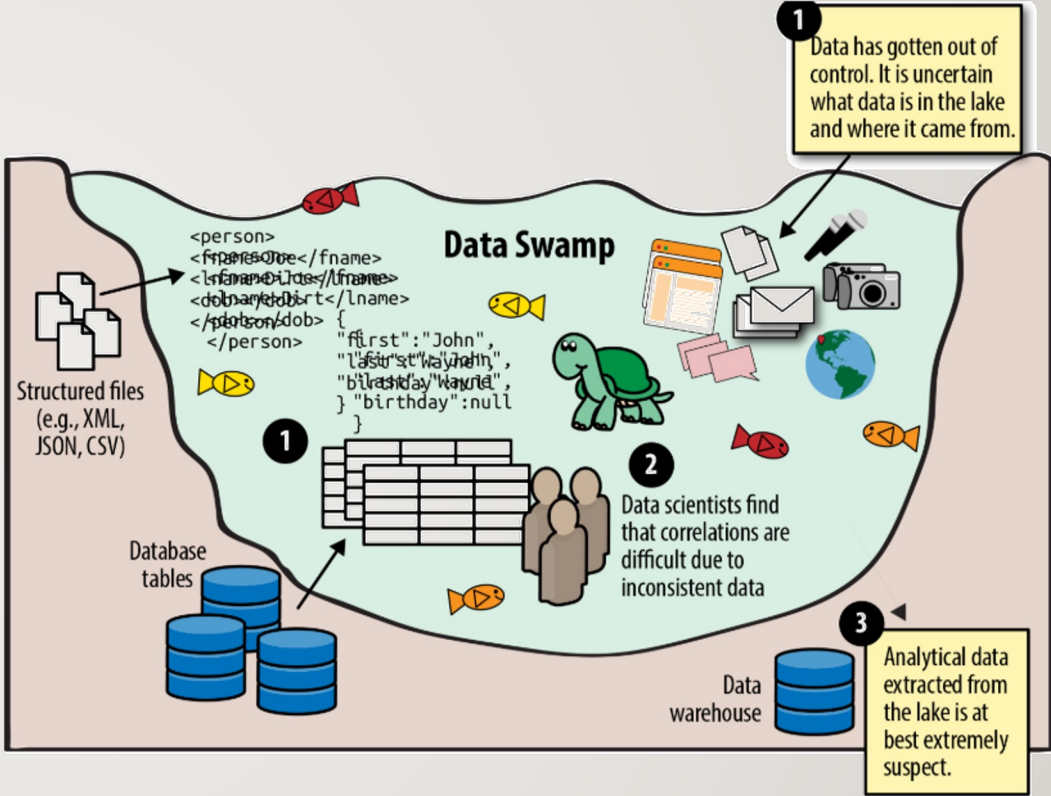 1
Data has gotten out of
control. It is uncertain
what data is in the lake
and where it came from.
Data Swamp
<person>
<fname>Joe</fname>
</person>
{
"first":"John",
"birthday":null
}
}
Structured files
(e.g., XML,
JSON, CSV)
1
2
Data scientists find
that correlations are
difficult due to
inconsistent data
Database
tables
3
Analytical data
extracted from
the lake is at
best extremely
suspect.
Data
warehouse